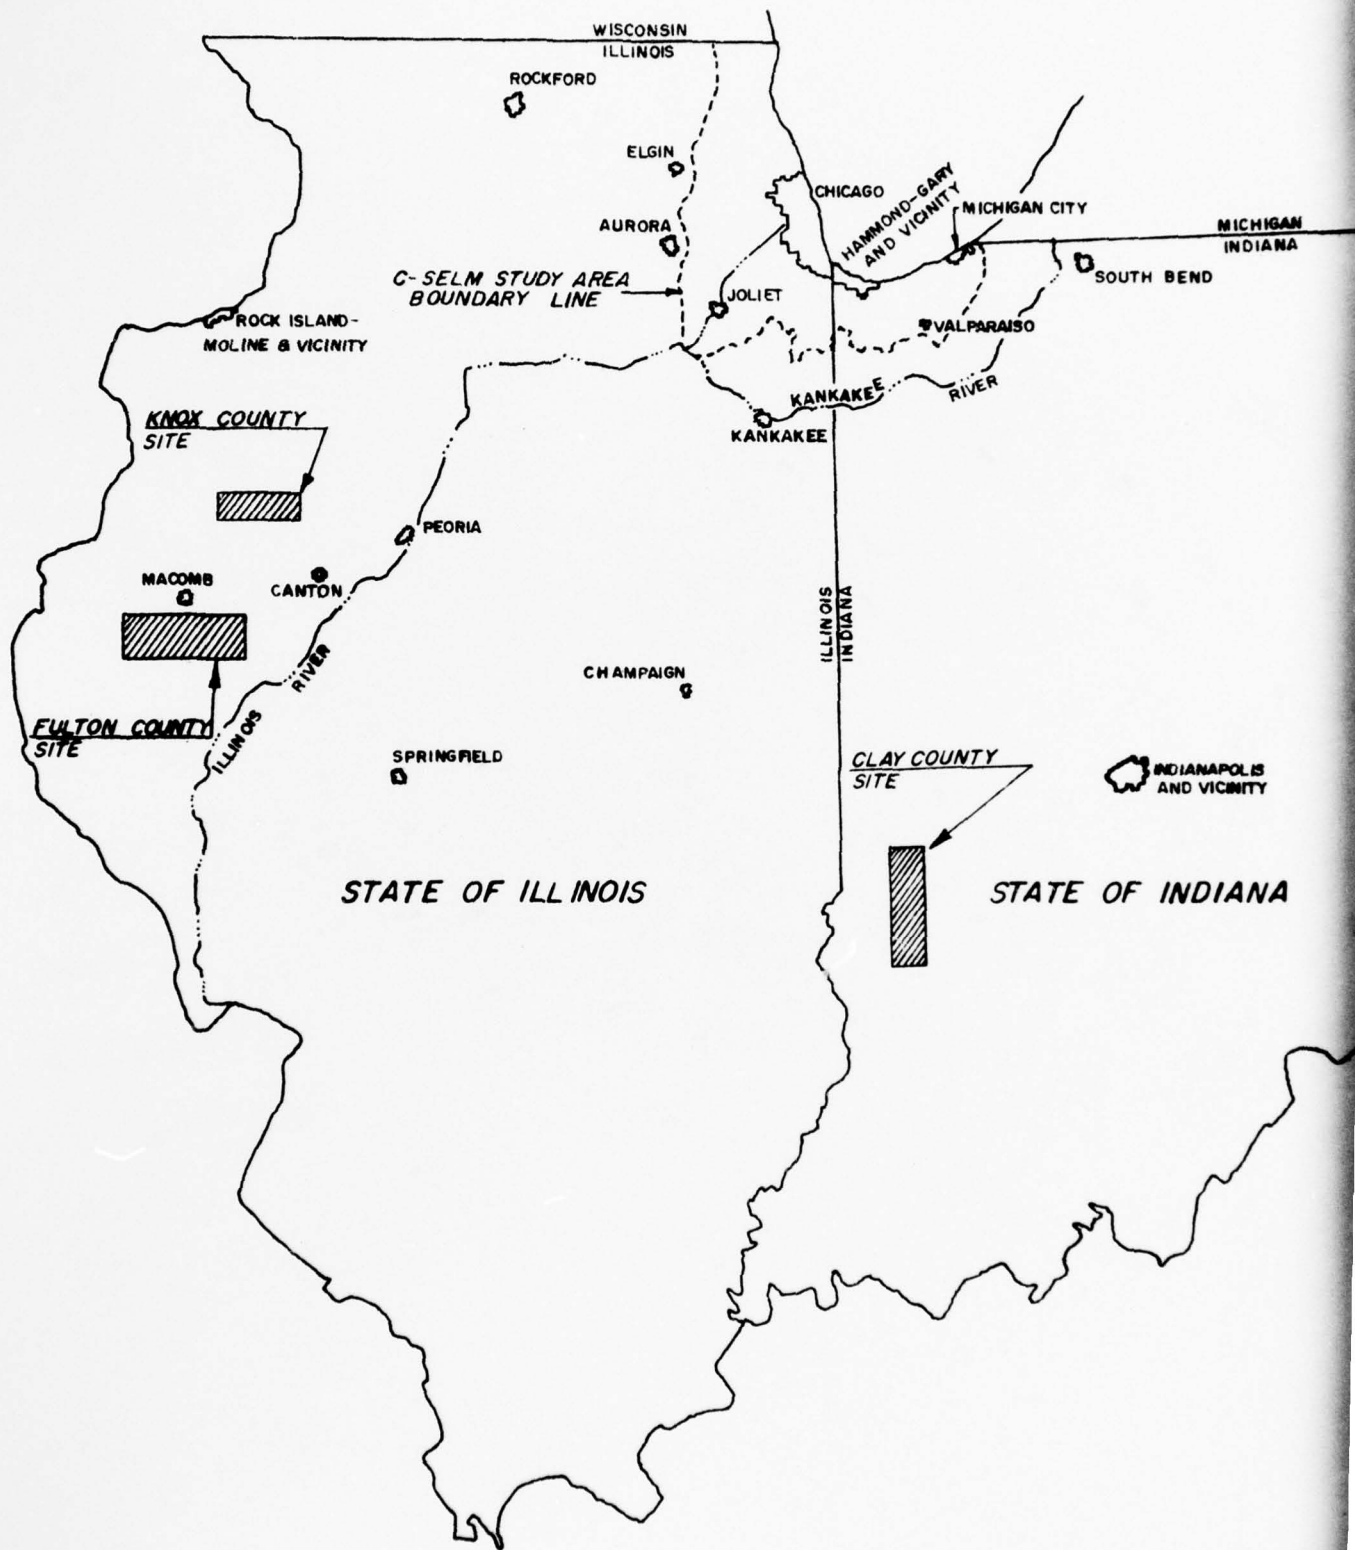 WISCONSIN
ILLINOIS
ROCKFORD
ELGIN
CHICAGO
HAMMOND-GARY
AND VICINITY
MICHIGAN CITY
AURORA
MICHIGAN
INDIANA
C-SELM STUDY AREA
BOUNDARY LINE
SOUTH BEND
JOLIET
ROCK ISLAND-
MOLINE & VICINITY
VALPARAISO
KANKAKEE
RIVER
KNOX COUNTY
SITE
KANKAKEE
PEORIA
MACOMB
CANTON
ILLINOIS
INDIANA
CHAMPAIGN
ILLINOIS
RIVER
FULTON COUNTY
SITE
SPRINGFIELD
CLAY COUNTY
SITE
INDIANAPOLIS
AND VICINITY
STATE OF ILLINOIS
STATE OF INDIANA